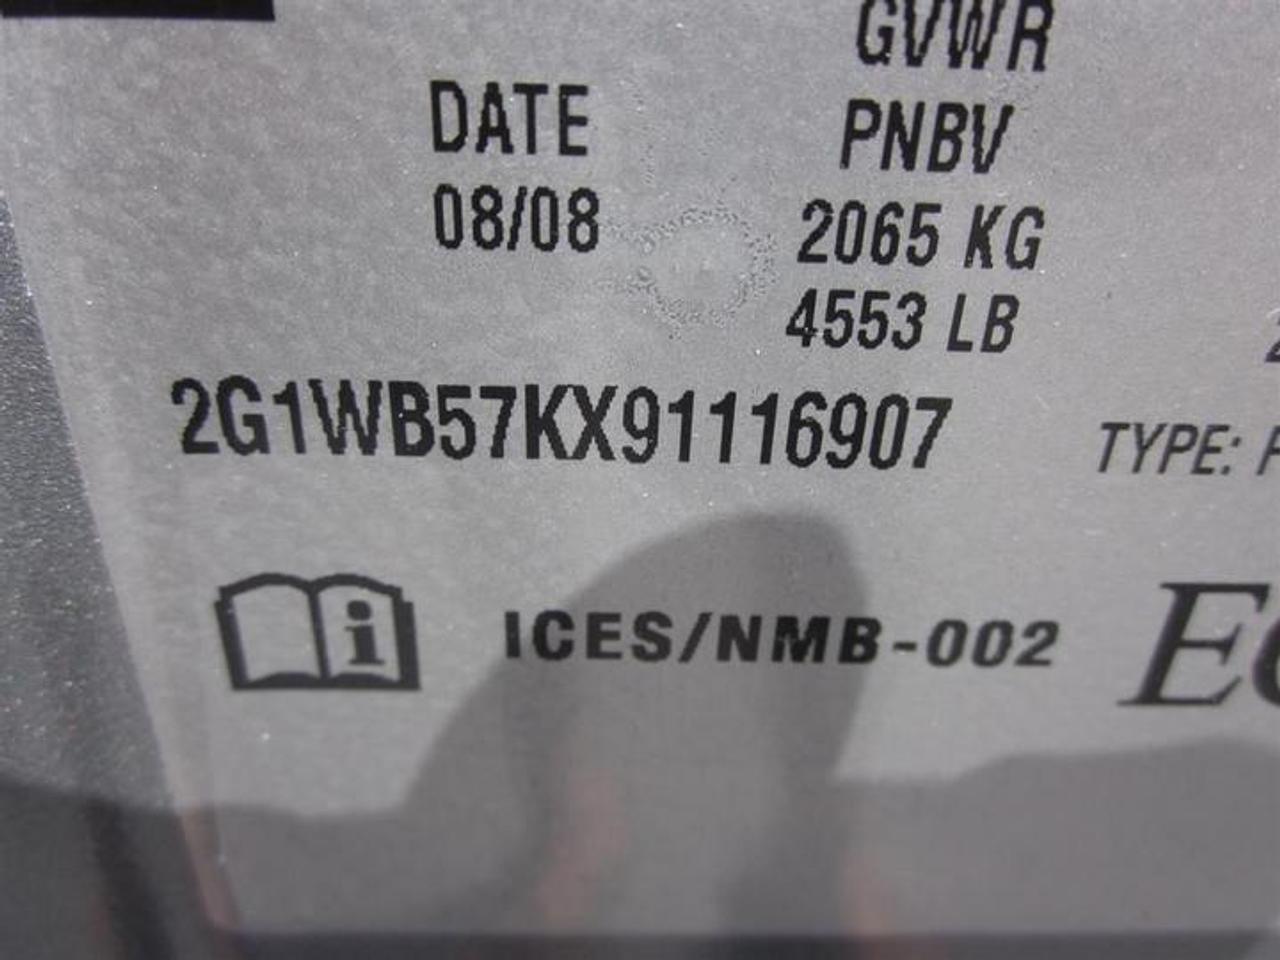 GVWR
DATE PNBV
08/08 2065 KG
4553 LB
2G1WB57KX91116907
TYPE:
ICES/NMB-002